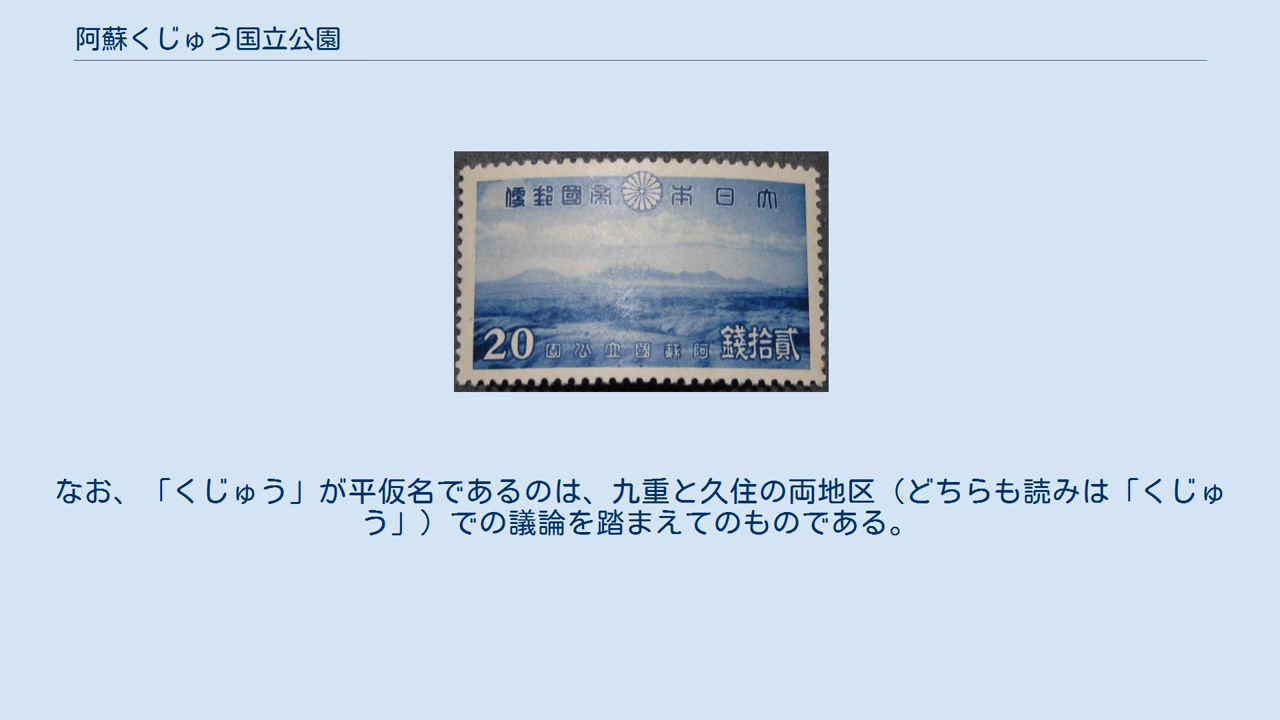 阿蘇くじゅう国立公園
便郵國帝本日大
20 園公立國蘇阿 錢拾貳
なお、「くじゅう」が平仮名であるのは、九重と久住の両地区（どちらも読みは「くじゅ
う」）での議論を踏まえてのものである。